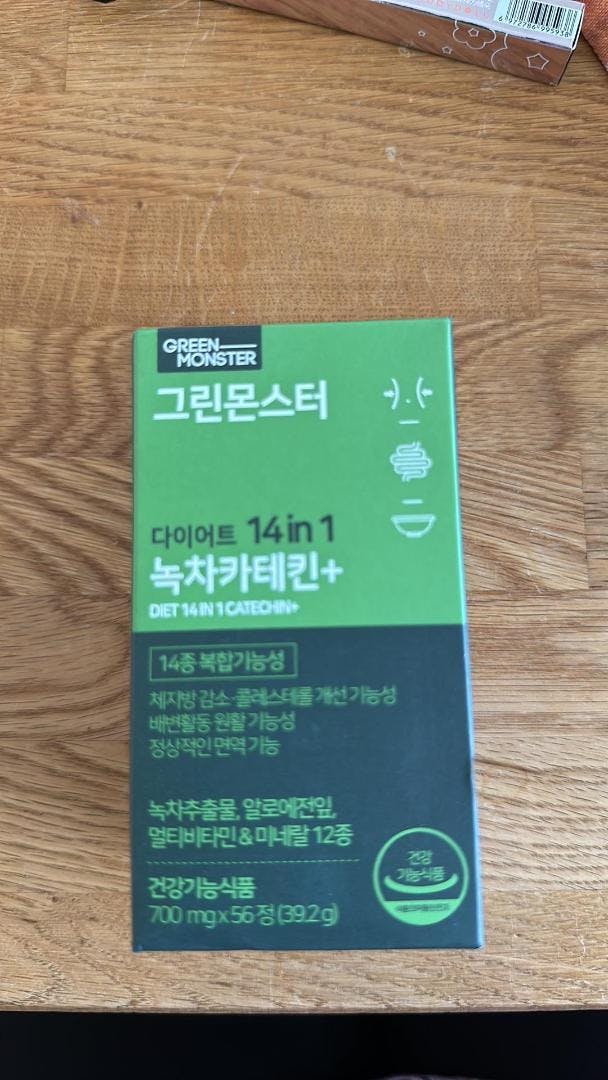 6 972786 995938
GREEN
MONSTER
그린몬스터
다이어트 14 in 1
녹차카테킨+
DIET 14 IN 1 CATECHIN+
14종 복합기능성
체지방 감소·콜레스테롤 개선 기능성
배변활동 원활 기능성
정상적인 면역 기능
녹차추출물, 알로에전잎,
멀티비타민 & 미네랄 12종
건강기능식품
700 mg x 56 정 (39.2 g)
건강
기능식품